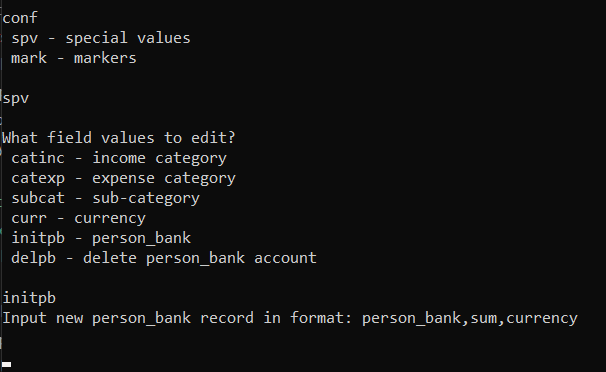 conf
spv - special values
mark - markers
spv
What field values to edit?
catinc - income category
catexp - expense category
subcat - sub-category
curr - currency
initpb - person_bank
delpb - delete person_bank account
initpb
Input new person_bank record in format: person_bank,sum,currency